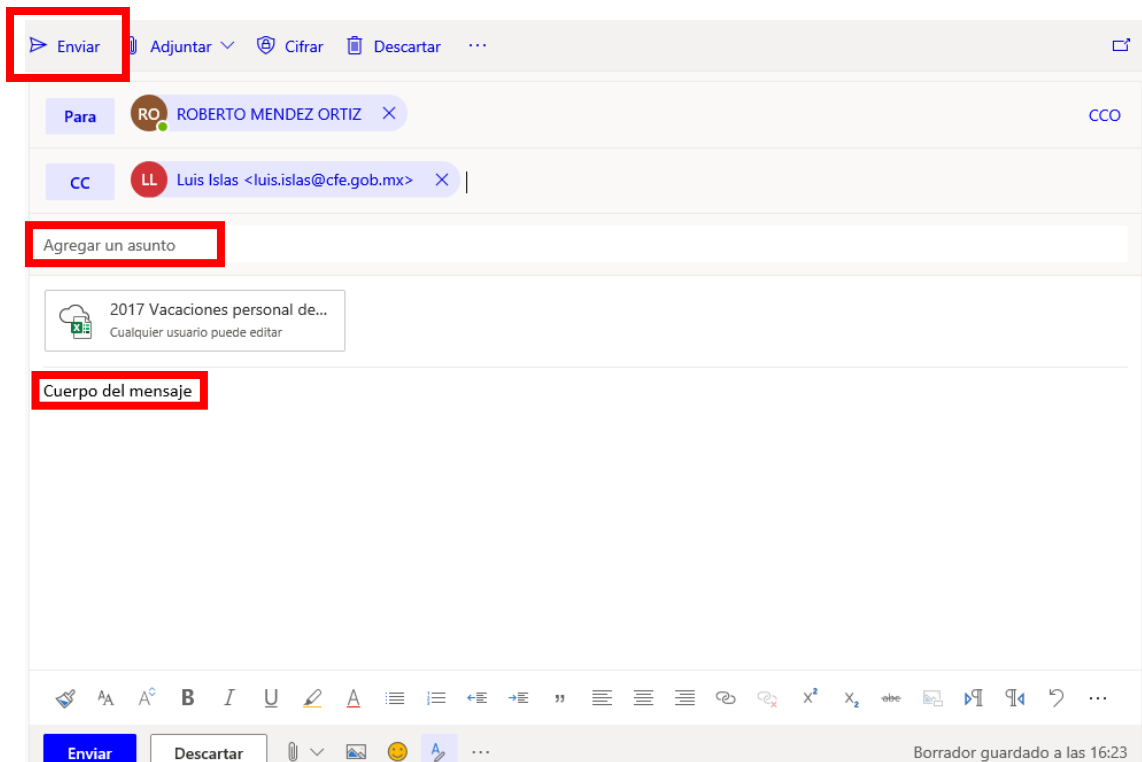 Enviar Adjuntar Cifrar Descartar ...
Para RO ROBERTO MENDEZ ORTIZ CCO
CC LL Luis Islas <luis.islas@cfe.gob.mx>
Agregar un asunto
2017 Vacaciones personal de...
Cualquier usuario puede editar
Cuerpo del mensaje
Enviar Descartar ... Borrador guardado a las 16:23